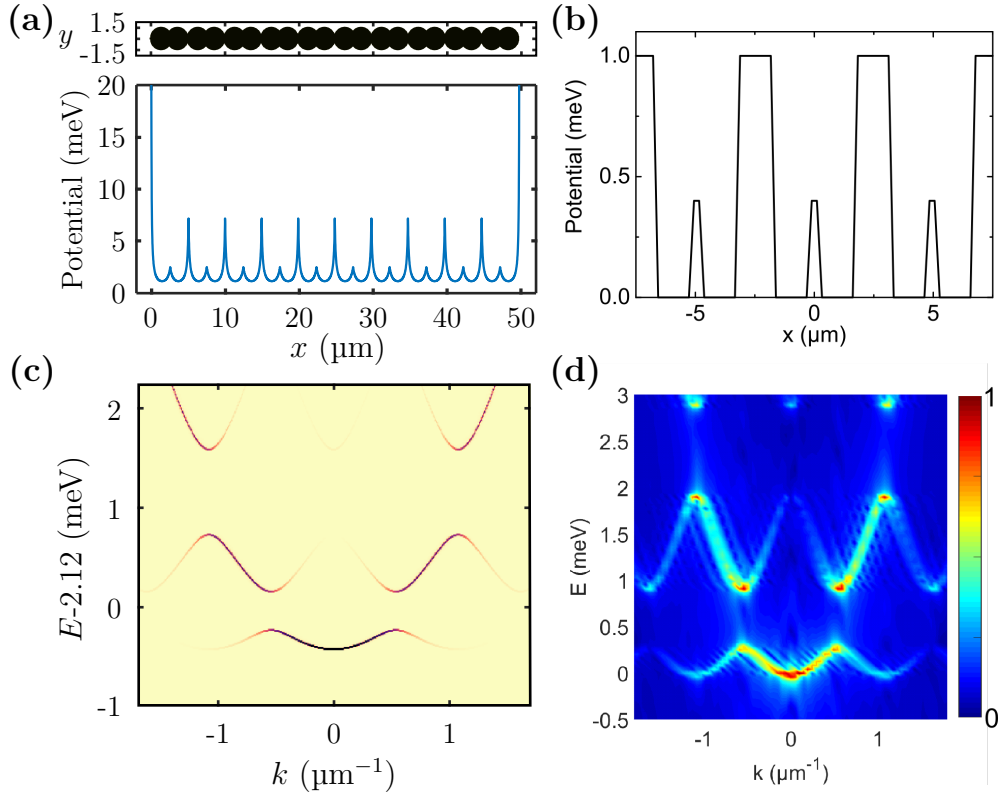 (a)
1.5
y
-1.5
20
15
10
5
0
Potential (meV)
0 10 20 30 40 50
x (µm)
(b)
1.0
0.5
0.0
Potential (meV)
-5 0 5
x (µm)
(c)
2
1
0
-1
E-2.12 (meV)
-1 0 1
k (µm⁻¹)
(d)
3
2.5
2
1.5
1
0.5
0
-0.5
E (meV)
-1 0 1
k (µm⁻¹)
1
0